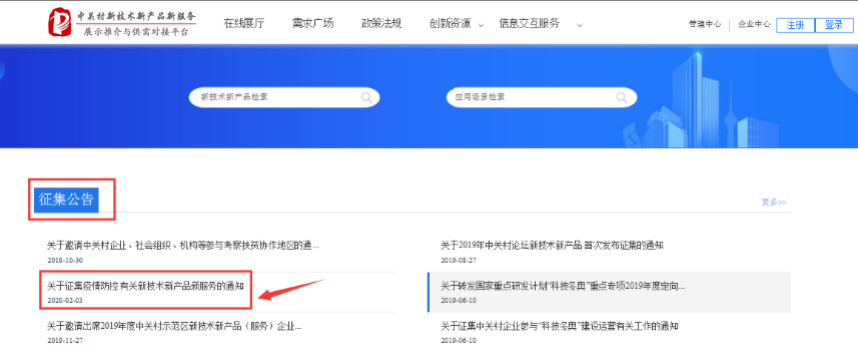 中关村新技术新产品新服务
展示推介与供需对接平台
在线展厅 需求广场 政策法规 创新资源 信息交互服务 管理中心 企业中心 注册 登录
新技术新产品检索 应用场景检索
征集公告
更多>>
关于邀请中关村企业、社会组织、机构等参与考察扶贫协作地区的通...
2019-10-30
关于征集疫情防控有关新技术新产品新服务的通知
2020-02-03
关于邀请出席2019年度中关村示范区新技术新产品（服务）企业...
2019-11-27
关于2019年中关村论坛新技术新产品首次发布征集的通知
2019-08-27
关于转发国家重点研发计划“科技冬奥”重点专项2019年度定向...
2019-06-10
关于征集中关村企业参与“科技冬奥”建设运营有关工作的通知
2019-06-10